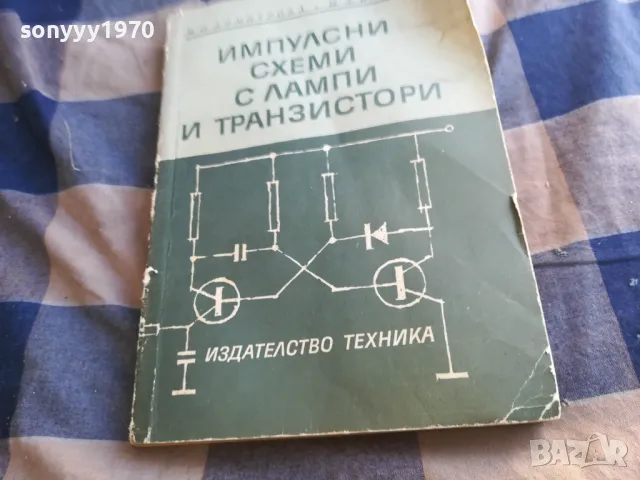 sonyyy1970
ИМПУЛСНИ
СХЕМИ
С ЛАМПИ
И ТРАНЗИСТОРИ
ИЗДАТЕЛСТВО ТЕХНИКА
BAZAR